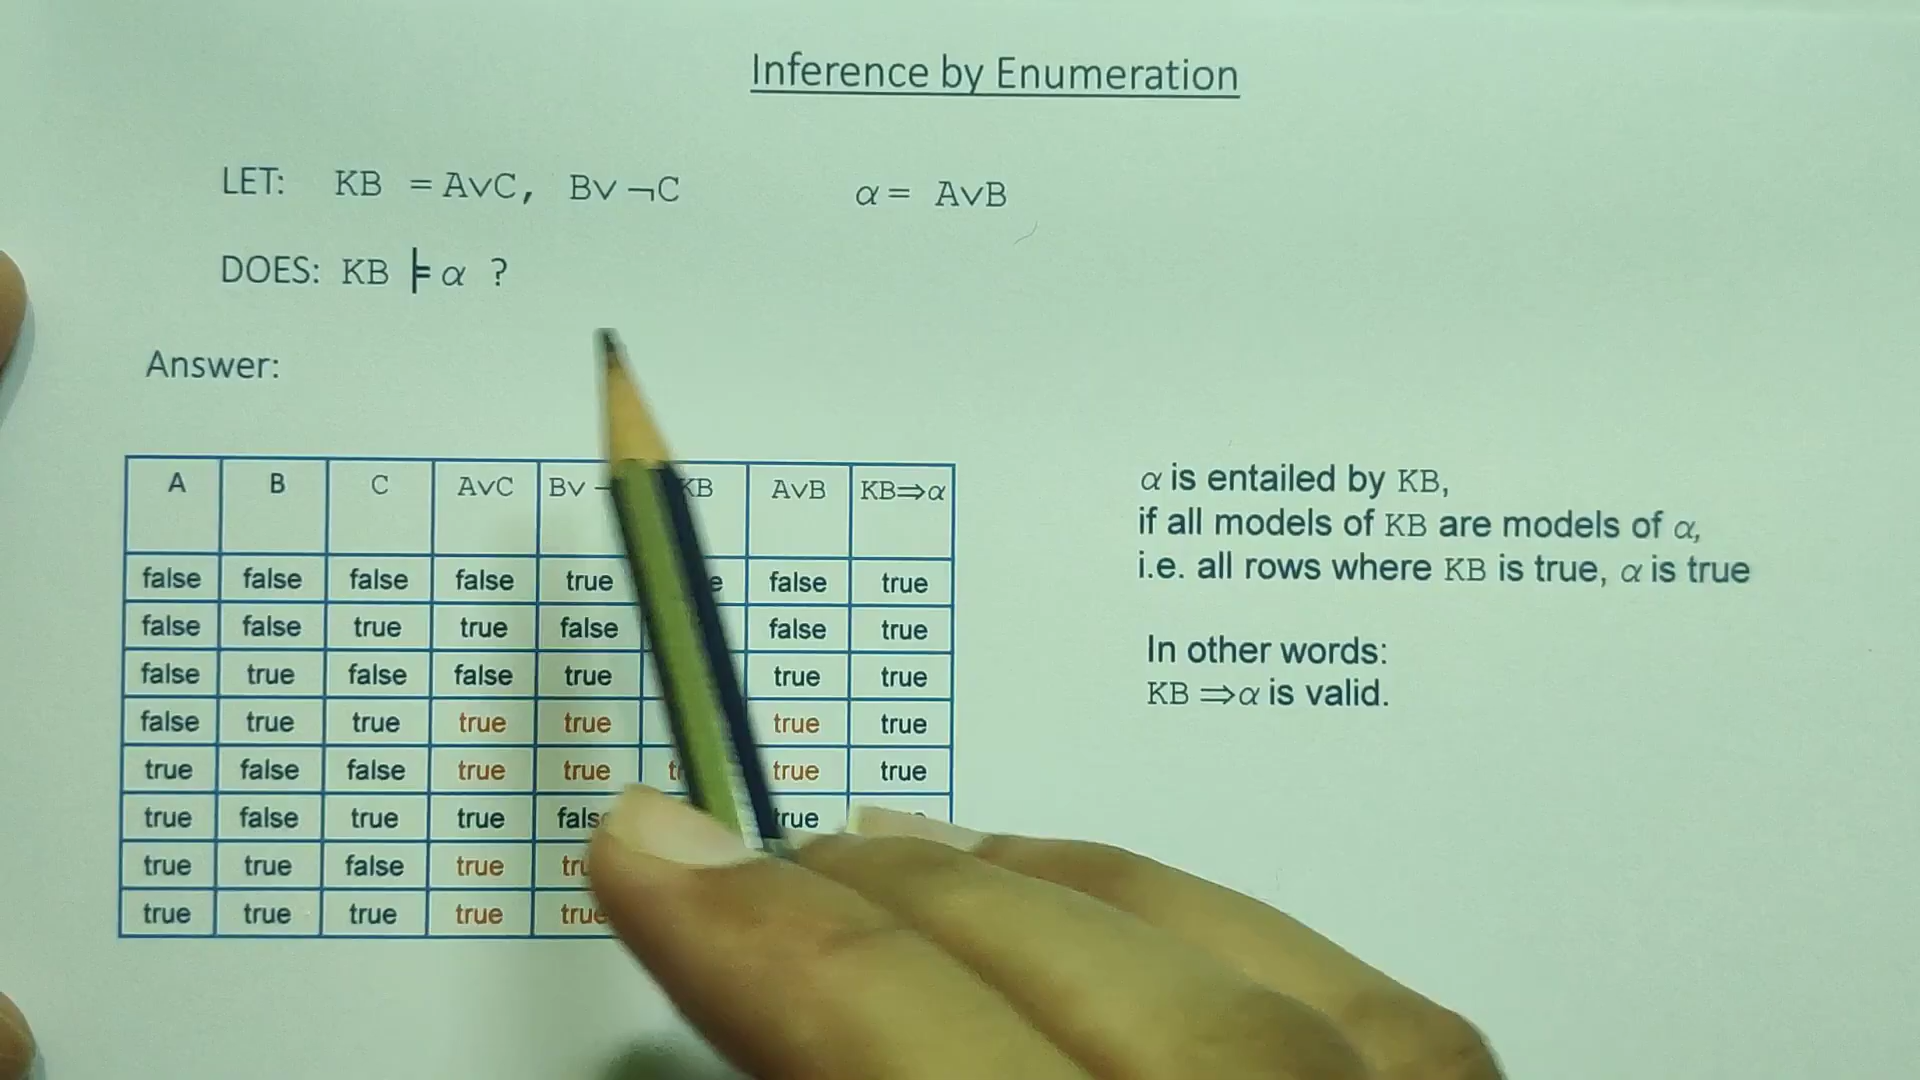 Inference by Enumeration
LET: KB = A∨C, B∨¬C α = A∨B
DOES: KB ⊨ α ?
Answer:
A B C A∨C B∨ KB A∨B KB⇒α
false false false false true false true
false false true true false false true
false true false false true true true
false true true true true true true
true false false true true true true
true false true true true
true true false true
true true true true true
α is entailed by KB,
if all models of KB are models of α,
i.e. all rows where KB is true, α is true
In other words:
KB ⇒ α is valid.